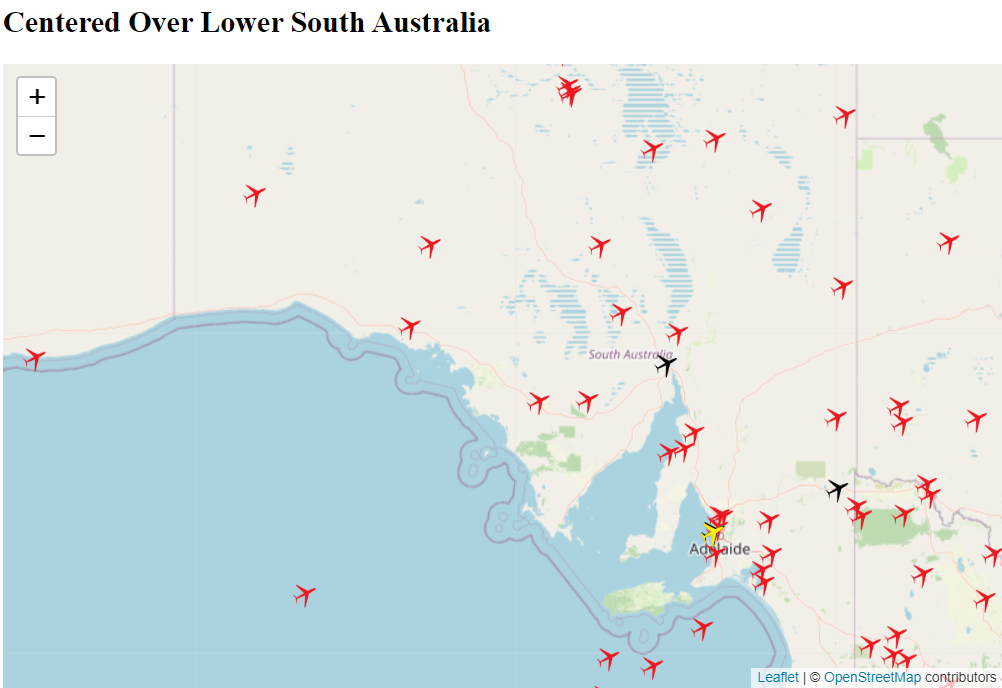 Centered Over Lower South Australia
+
−
South Australia
Adelaide
Leaflet | © OpenStreetMap contributors